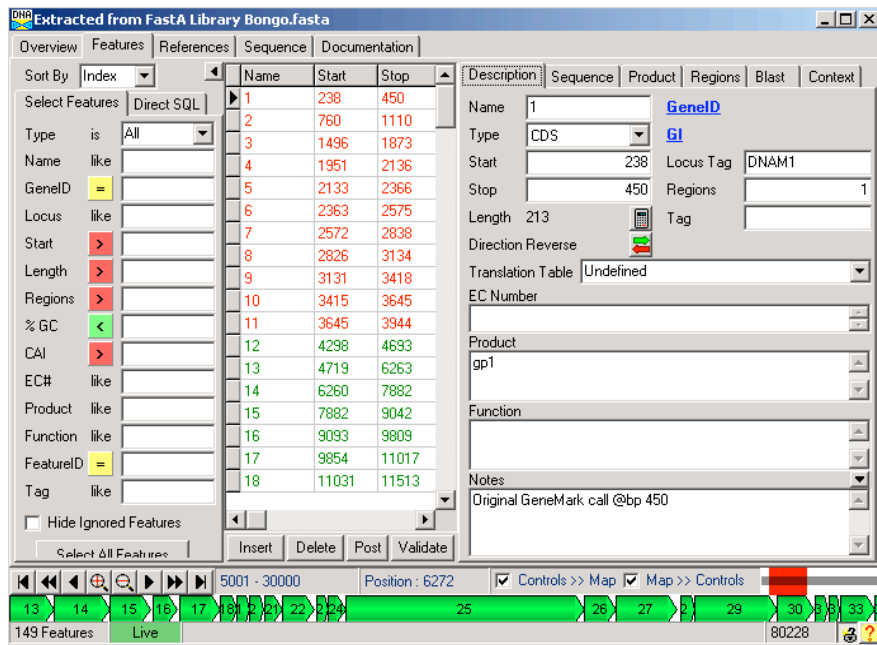 DNA Extracted from FastA Library Bongo.fasta
Overview Features References Sequence Documentation
Sort By Index
Select Features Direct SQL
Type is All
Name like
GeneID =
Locus like
Start >
Length >
Regions >
% GC <
CAI >
EC# like
Product like
Function like
FeatureID =
Tag like
Hide Ignored Features
Select All Features
Name Start Stop
1 238 450
2 760 1110
3 1496 1873
4 1951 2136
5 2133 2366
6 2363 2575
7 2572 2838
8 2826 3134
9 3131 3418
10 3415 3645
11 3645 3944
12 4298 4693
13 4719 6263
14 6260 7882
15 7882 9042
16 9093 9809
17 9854 11017
18 11031 11513
Insert Delete Post Validate
Description Sequence Product Regions Blast Context
Name 1 GeneID
Type CDS GI
Start 238 Locus Tag DNAM1
Stop 450 Regions 1
Length 213 Tag
Direction Reverse
Translation Table Undefined
EC Number
Product
gp1
Function
Notes
Original GeneMark call @bp 450
5001 - 30000 Position : 6272 Controls >> Map Map >> Controls
13 14 15 16 17 18 2 21 22 2 24 25 26 27 2 29 30 3 3 33
149 Features Live 80228 ?